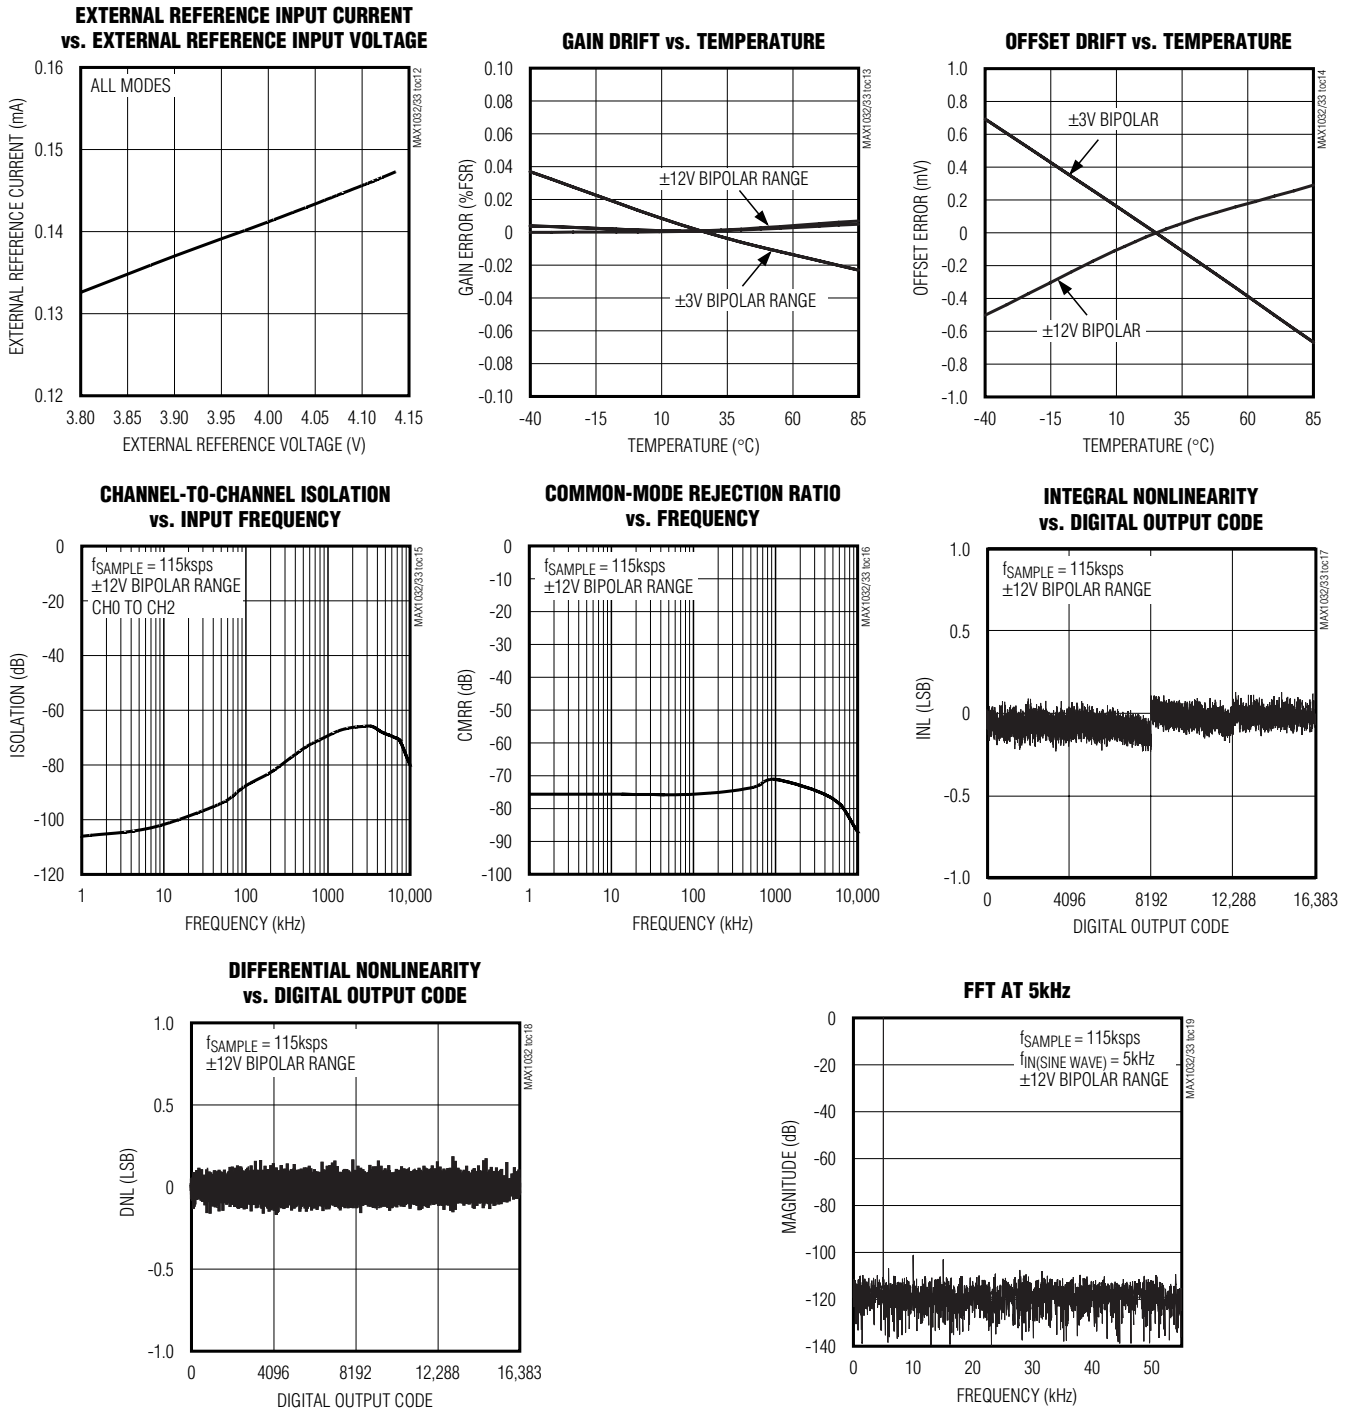 EXTERNAL REFERENCE INPUT CURRENT
vs. EXTERNAL REFERENCE INPUT VOLTAGE
0.16
0.15
0.14
0.13
0.12
EXTERNAL REFERENCE CURRENT (mA)
ALL MODES
MAX1032/33 toc12
3.80 3.85 3.90 3.95 4.00 4.05 4.10 4.15
EXTERNAL REFERENCE VOLTAGE (V)
GAIN DRIFT vs. TEMPERATURE
0.10
0.08
0.06
0.04
0.02
0
-0.02
-0.04
-0.06
-0.08
-0.10
GAIN ERROR (%FSR)
±12V BIPOLAR RANGE
±3V BIPOLAR RANGE
MAX1032/33 toc13
-40 -15 10 35 60 85
TEMPERATURE (°C)
OFFSET DRIFT vs. TEMPERATURE
1.0
0.8
0.6
0.4
0.2
0
-0.2
-0.4
-0.6
-0.8
-1.0
OFFSET ERROR (mV)
±3V BIPOLAR
±12V BIPOLAR
MAX1032/33 toc14
-40 -15 10 35 60 85
TEMPERATURE (°C)
CHANNEL-TO-CHANNEL ISOLATION
vs. INPUT FREQUENCY
0
-20
-40
-60
-80
-100
-120
ISOLATION (dB)
fSAMPLE = 115ksps
±12V BIPOLAR RANGE
CH0 TO CH2
MAX1032/33 toc15
1 10 100 1000 10,000
FREQUENCY (kHz)
COMMON-MODE REJECTION RATIO
vs. FREQUENCY
0
-10
-20
-30
-40
-50
-60
-70
-80
-90
-100
CMRR (dB)
fSAMPLE = 115ksps
±12V BIPOLAR RANGE
MAX1032/33 toc16
1 10 100 1000 10,000
FREQUENCY (kHz)
INTEGRAL NONLINEARITY
vs. DIGITAL OUTPUT CODE
1.0
0.5
0
-0.5
-1.0
INL (LSB)
fSAMPLE = 115ksps
±12V BIPOLAR RANGE
MAX1032/33 toc17
0 4096 8192 12,288 16,383
DIGITAL OUTPUT CODE
DIFFERENTIAL NONLINEARITY
vs. DIGITAL OUTPUT CODE
1.0
0.5
0
-0.5
-1.0
DNL (LSB)
fSAMPLE = 115ksps
±12V BIPOLAR RANGE
MAX1032 toc18
0 4096 8192 12,288 16,383
DIGITAL OUTPUT CODE
FFT AT 5kHz
0
-20
-40
-60
-80
-100
-120
-140
MAGNITUDE (dB)
fSAMPLE = 115ksps
fIN(SINE WAVE) = 5kHz
±12V BIPOLAR RANGE
MAX1032/33 toc19
0 10 20 30 40 50
FREQUENCY (kHz)